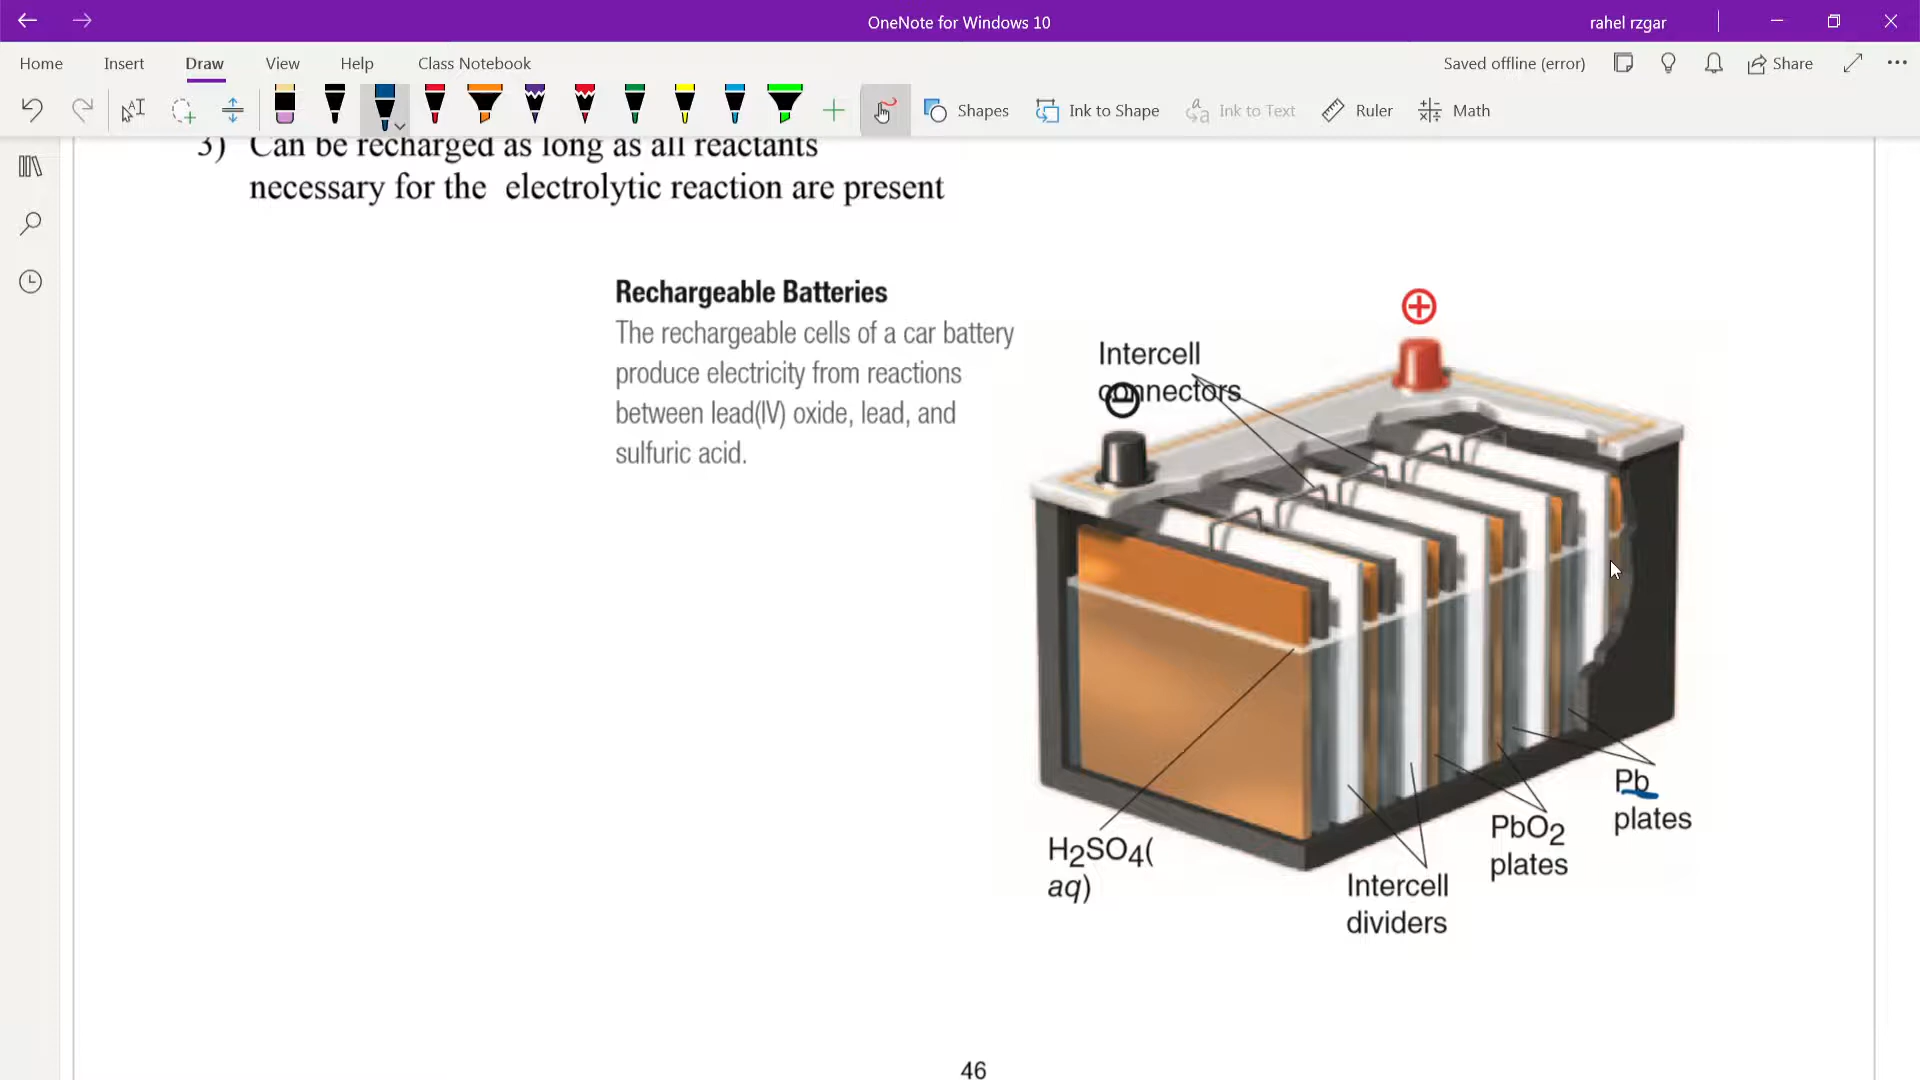 OneNote for Windows 10
rahel rzgar
Home Insert Draw View Help Class Notebook
Saved offline (error)
Share
Shapes
Ink to Shape
Ink to Text
Ruler
Math
3) Can be recharged as long as all reactants
necessary for the electrolytic reaction are present
Rechargeable Batteries
The rechargeable cells of a car battery
produce electricity from reactions
between lead(IV) oxide, lead, and
sulfuric acid.
Intercell
connectors
H2SO4(
aq)
Intercell
dividers
PbO2
plates
Pb
plates
46